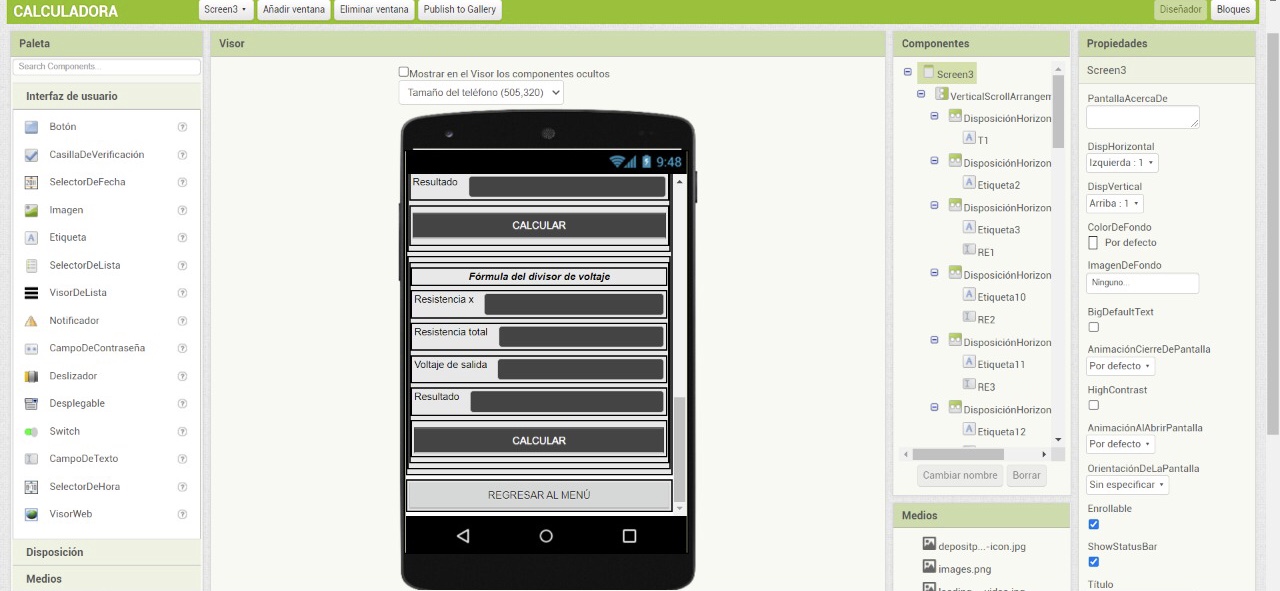 CALCULADORA
Screen3
Añadir ventana
Eliminar ventana
Publish to Gallery
Diseñador
Bloques
Paleta
Search Components...
Interfaz de usuario
Botón
CasillaDeVerificación
SelectorDeFecha
Imagen
Etiqueta
SelectorDeLista
VisorDeLista
Notificador
CampoDeContraseña
Deslizador
Desplegable
Switch
CampoDeTexto
SelectorDeHora
VisorWeb
Disposición
Medios
Visor
Mostrar en el Visor los componentes ocultos
Tamaño del teléfono (505,320)
9:48
Resultado
CALCULAR
Fórmula del divisor de voltaje
Resistencia x
Resistencia total
Voltaje de salida
Resultado
CALCULAR
REGRESAR AL MENÚ
Componentes
Screen3
VerticalScrollArrangem
DisposiciónHorizon
T1
DisposiciónHorizon
Etiqueta2
DisposiciónHorizon
Etiqueta3
RE1
DisposiciónHorizon
Etiqueta10
RE2
DisposiciónHorizon
Etiqueta11
RE3
DisposiciónHorizon
Etiqueta12
Cambiar nombre
Borrar
Medios
depositp...-icon.jpg
images.png
Propiedades
Screen3
PantallaAcercaDe
DispHorizontal
Izquierda : 1
DispVertical
Arriba : 1
ColorDeFondo
Por defecto
ImagenDeFondo
Ninguno...
BigDefaultText
AnimaciónCierreDePantalla
Por defecto
HighContrast
AnimaciónAlAbrirPantalla
Por defecto
OrientaciónDeLaPantalla
Sin especificar
Enrollable
ShowStatusBar
Título